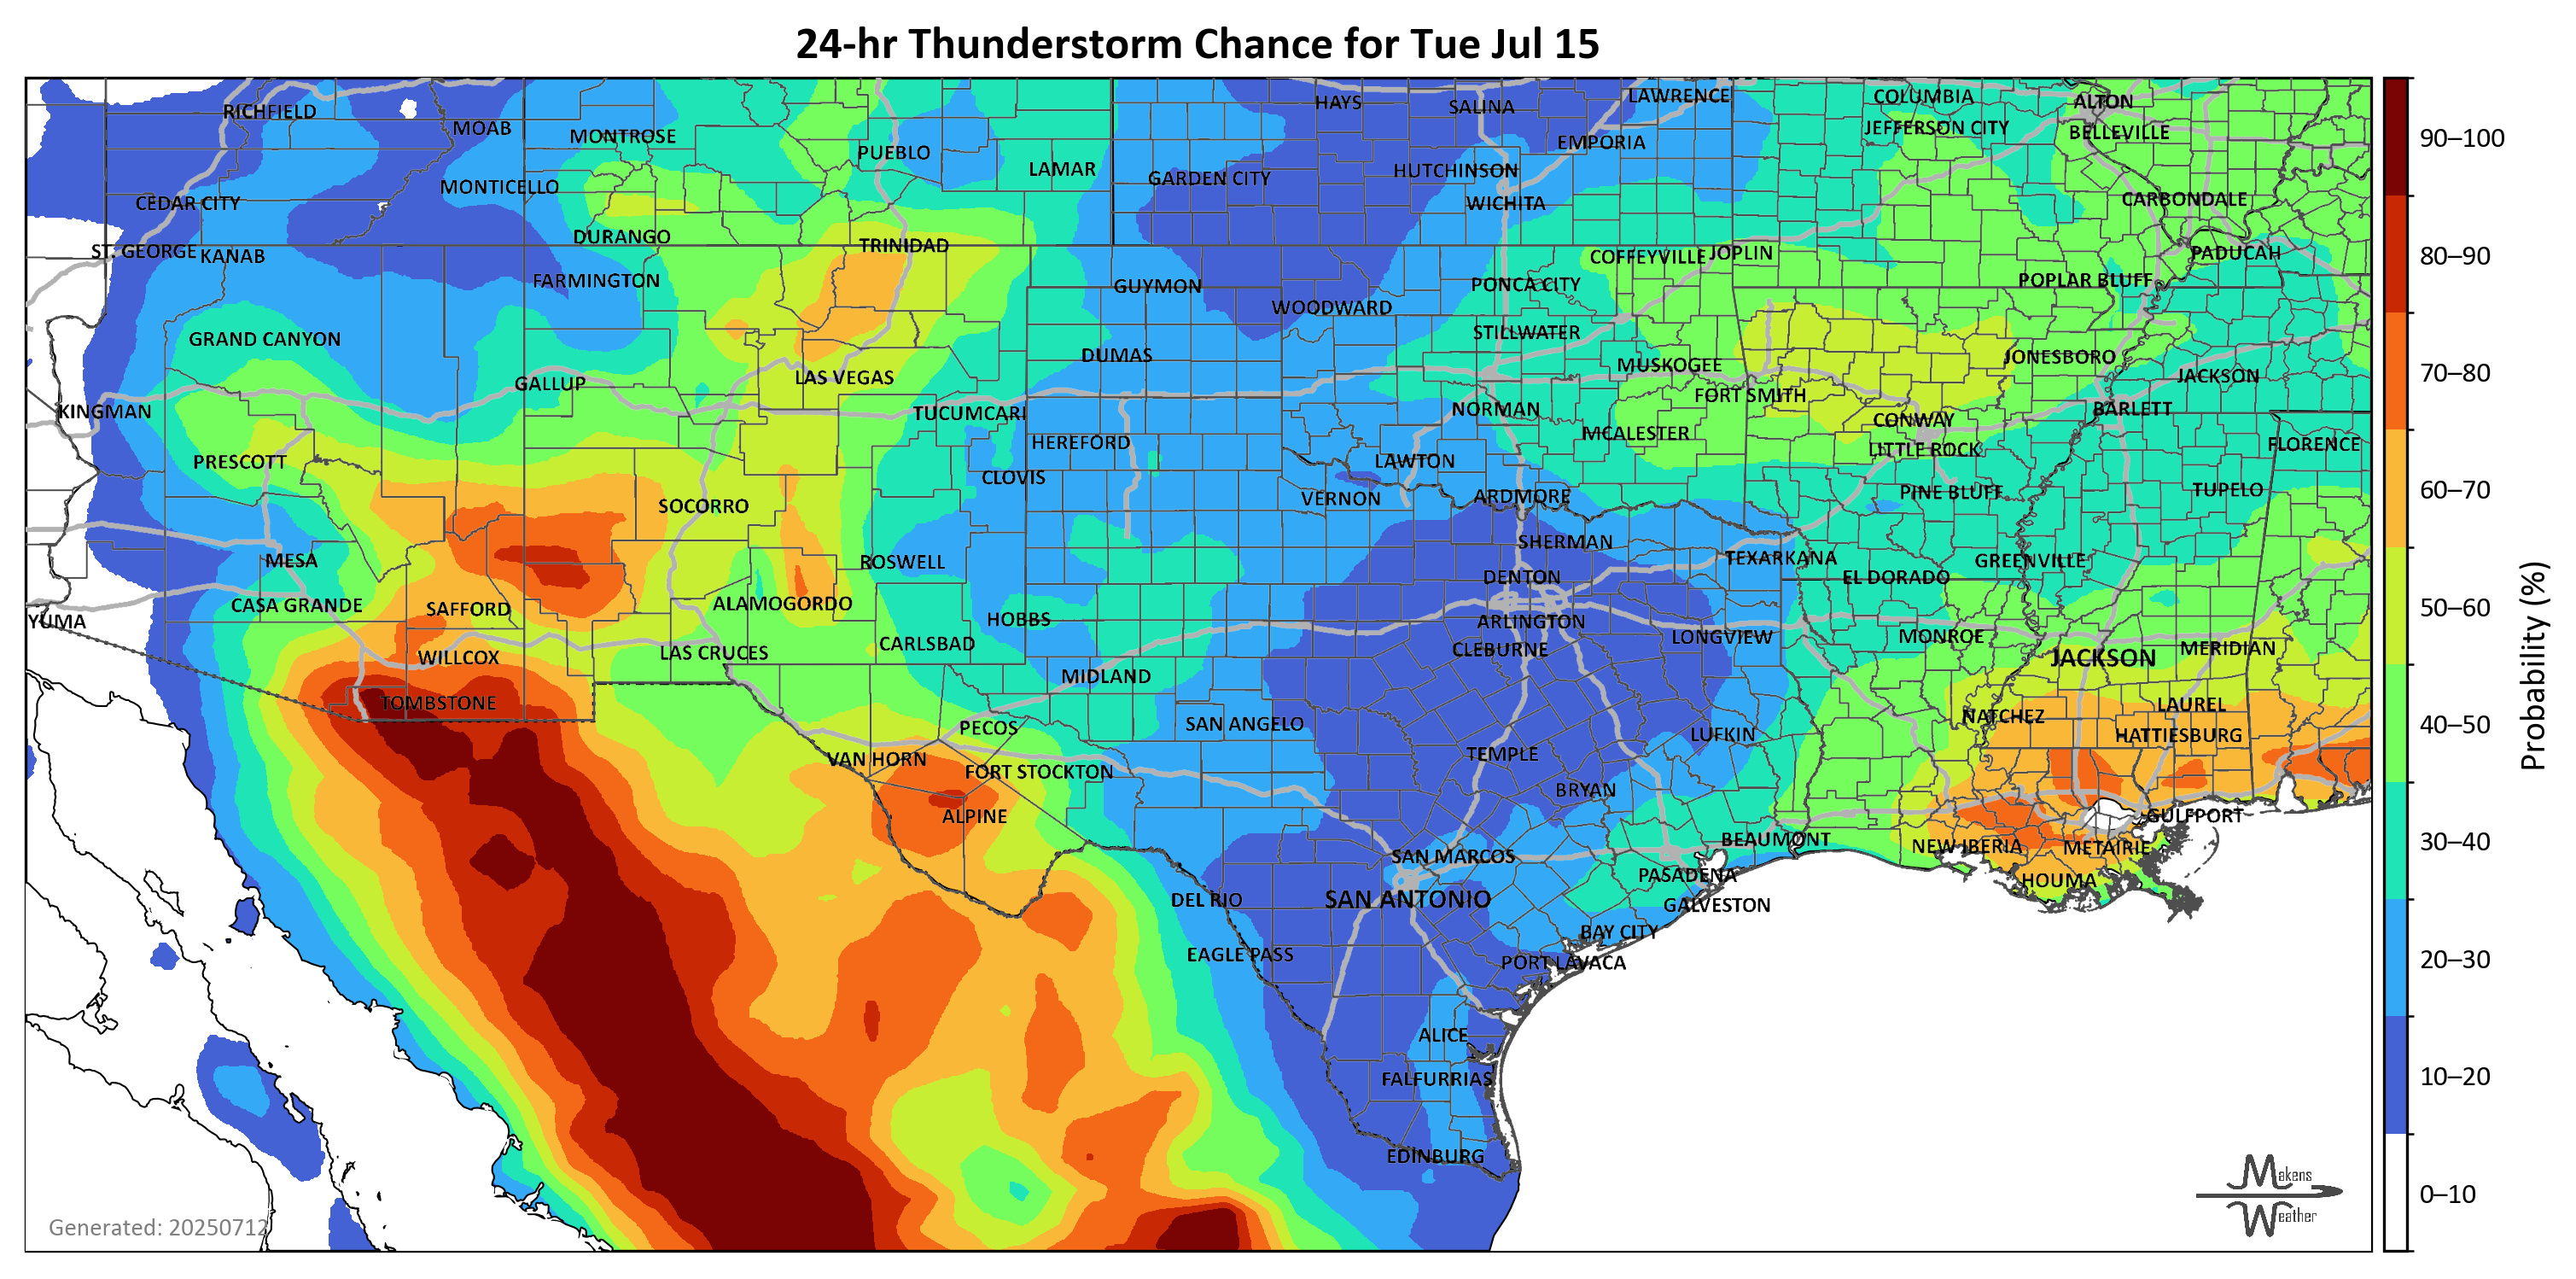 24-hr Thunderstorm Chance for Tue Jul 15
RICHFIELD
MOAB
MONTROSE
PUEBLO
LAMAR
HAYS
SALINA
LAWRENCE
COLUMBIA
ALTON
EMPORIA
JEFFERSON CITY
BELLEVILLE
MONTICELLO
GARDEN CITY
HUTCHINSON
CEDAR CITY
WICHITA
CARBONDALE
DURANGO
TRINIDAD
ST. GEORGE
KANAB
COFFEYVILLE
JOPLIN
PADUCAH
FARMINGTON
GUYMON
PONCA CITY
POPLAR BLUFF
WOODWARD
GRAND CANYON
STILLWATER
DUMAS
MUSKOGEE
JONESBORO
GALLUP
LAS VEGAS
JACKSON
FORT SMITH
KINGMAN
TUCUMCARI
NORMAN
BARLETT
HEREFORD
MCALESTER
CONWAY
FLORENCE
PRESCOTT
LAWTON
LITTLE ROCK
CLOVIS
SOCORRO
VERNON
ARDMORE
PINE BLUFF
TUPELO
MESA
ROSWELL
SHERMAN
TEXARKANA
GREENVILLE
DENTON
EL DORADO
CASA GRANDE
SAFFORD
ALAMOGORDO
YUMA
HOBBS
ARLINGTON
LONGVIEW
MONROE
WILLCOX
LAS CRUCES
CARLSBAD
CLEBURNE
JACKSON
MERIDIAN
MIDLAND
TOMBSTONE
LAUREL
PECOS
SAN ANGELO
LUFKIN
NATCHEZ
HATTIESBURG
VAN HORN
FORT STOCKTON
TEMPLE
BRYAN
ALPINE
GULFPORT
BEAUMONT
NEW IBERIA
METAIRIE
SAN MARCOS
PASADENA
HOUMA
DEL RIO
SAN ANTONIO
GALVESTON
BAY CITY
EAGLE PASS
PORT LAVACA
ALICE
FALFURRIAS
EDINBURG
Generated: 20250712
Makens
Weather
90–100
80–90
70–80
60–70
50–60
40–50
30–40
20–30
10–20
0–10
Probability (%)